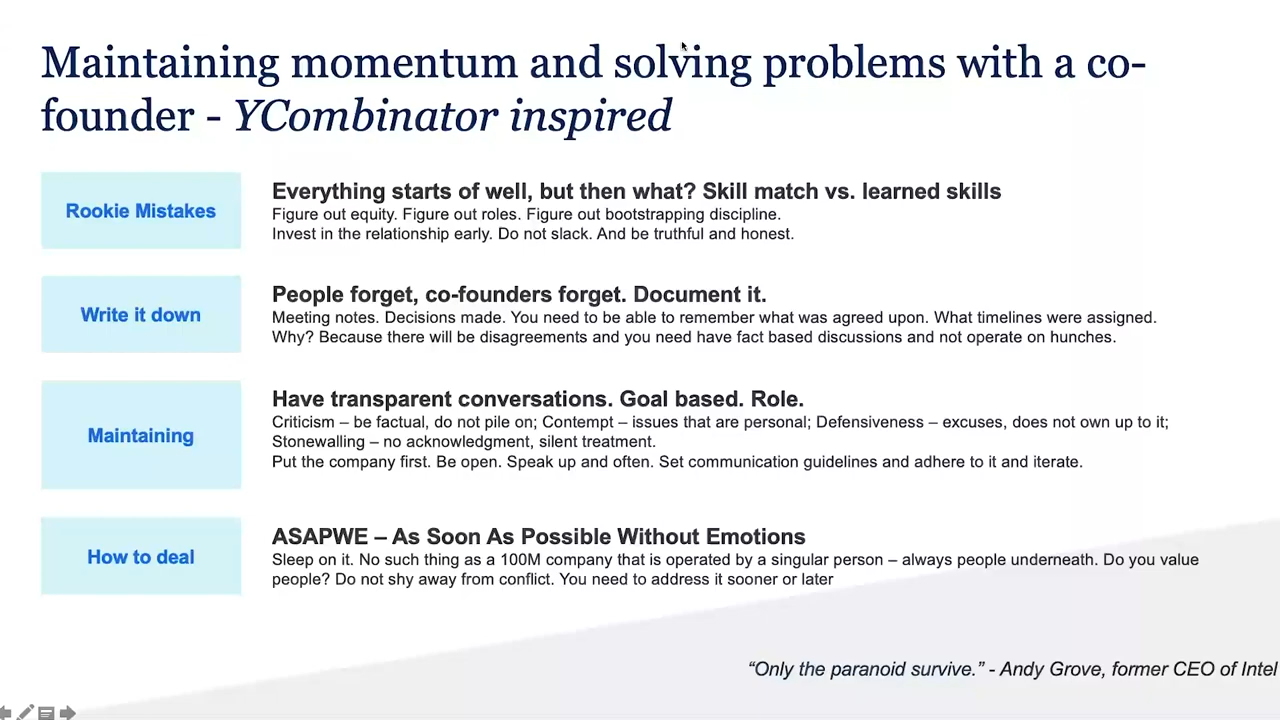 Maintaining momentum and solving problems with a co-
founder - YCombinator inspired
Rookie Mistakes
Everything starts of well, but then what? Skill match vs. learned skills
Figure out equity. Figure out roles. Figure out bootstrapping discipline.
Invest in the relationship early. Do not slack. And be truthful and honest.
Write it down
People forget, co-founders forget. Document it.
Meeting notes. Decisions made. You need to be able to remember what was agreed upon. What timelines were assigned.
Why? Because there will be disagreements and you need have fact based discussions and not operate on hunches.
Maintaining
Have transparent conversations. Goal based. Role.
Criticism – be factual, do not pile on; Contempt – issues that are personal; Defensiveness – excuses, does not own up to it;
Stonewalling – no acknowledgment, silent treatment.
Put the company first. Be open. Speak up and often. Set communication guidelines and adhere to it and iterate.
How to deal
ASAPWE – As Soon As Possible Without Emotions
Sleep on it. No such thing as a 100M company that is operated by a singular person – always people underneath. Do you value
people? Do not shy away from conflict. You need to address it sooner or later
“Only the paranoid survive.” - Andy Grove, former CEO of Intel